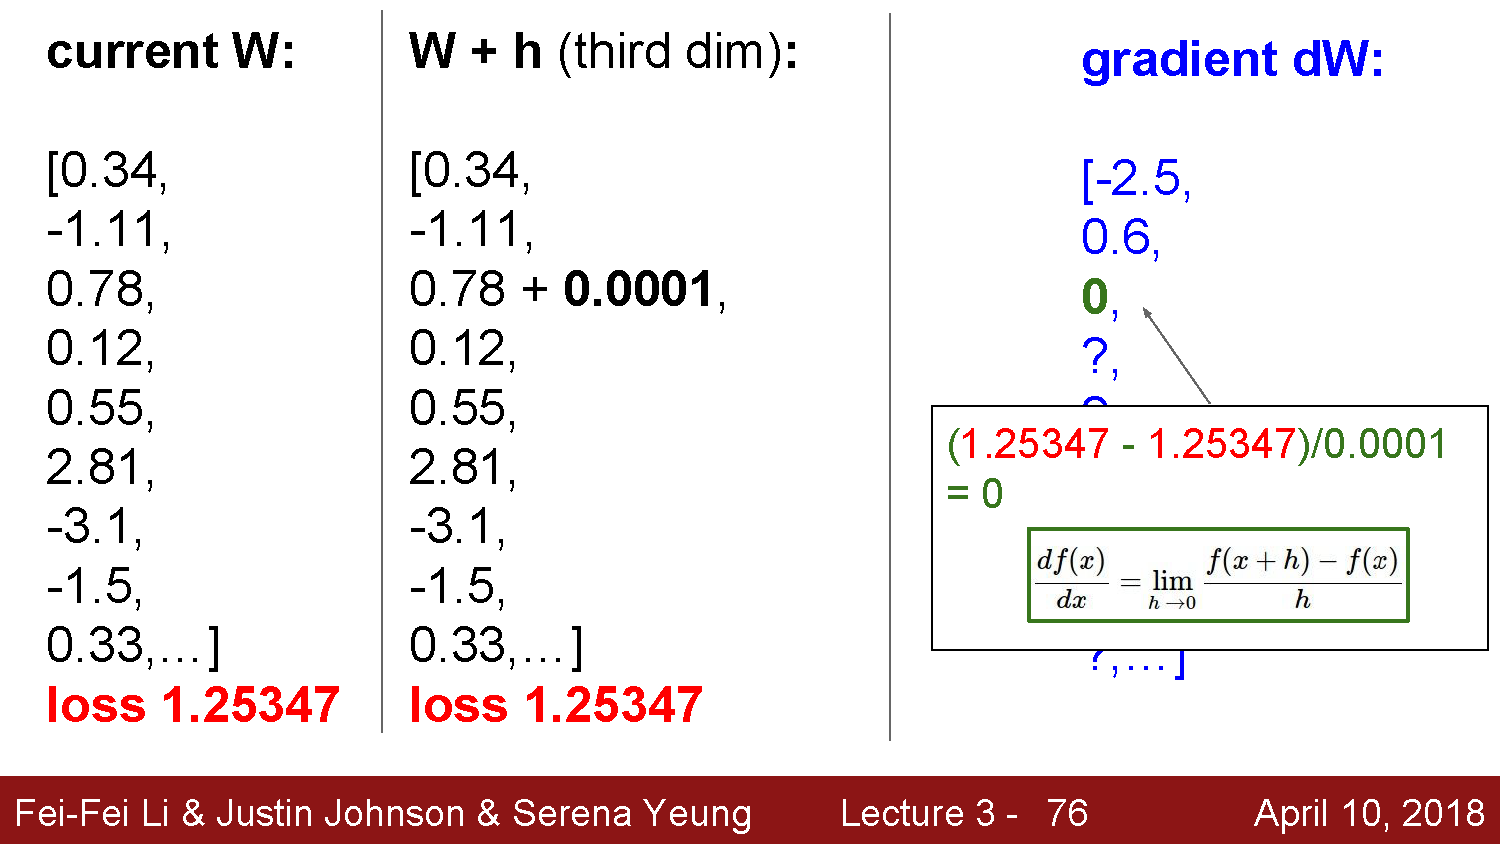 current W:
[0.34,
-1.11,
0.78,
0.12,
0.55,
2.81,
-3.1,
-1.5,
0.33,…]
loss 1.25347
W + h (third dim):
[0.34,
-1.11,
0.78 + 0.0001,
0.12,
0.55,
2.81,
-3.1,
-1.5,
0.33,…]
loss 1.25347
gradient dW:
[-2.5,
0.6,
0,
?,
?,…]
(1.25347 - 1.25347)/0.0001
= 0
df(x)/dx = lim h→0 (f(x + h) − f(x))/h
Fei-Fei Li & Justin Johnson & Serena Yeung Lecture 3 - 76 April 10, 2018